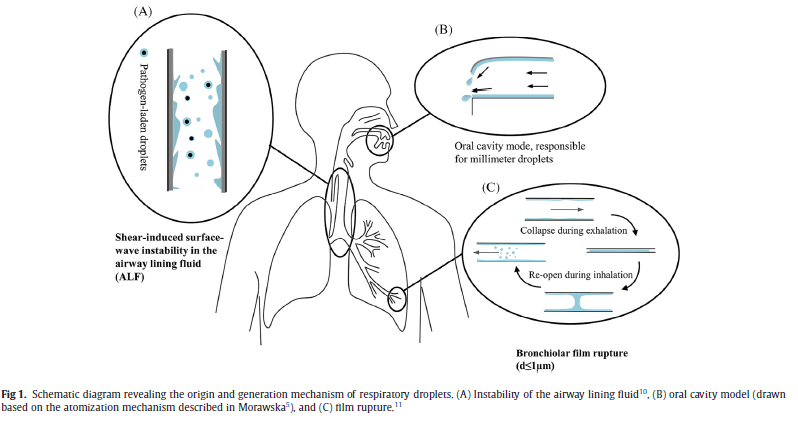 (A)
Pathogen-laden droplets
Shear-induced surface-
wave instability in the
airway lining fluid
(ALF)
(B)
Oral cavity mode, responsible
for millimeter droplets
(C)
Collapse during exhalation
Re-open during inhalation
Bronchiolar film rupture
(d≤1μm)
Fig 1. Schematic diagram revealing the origin and generation mechanism of respiratory droplets. (A) Instability of the airway lining fluid¹⁰, (B) oral cavity model (drawn
based on the atomization mechanism described in Morawska⁵), and (C) film rupture.¹¹